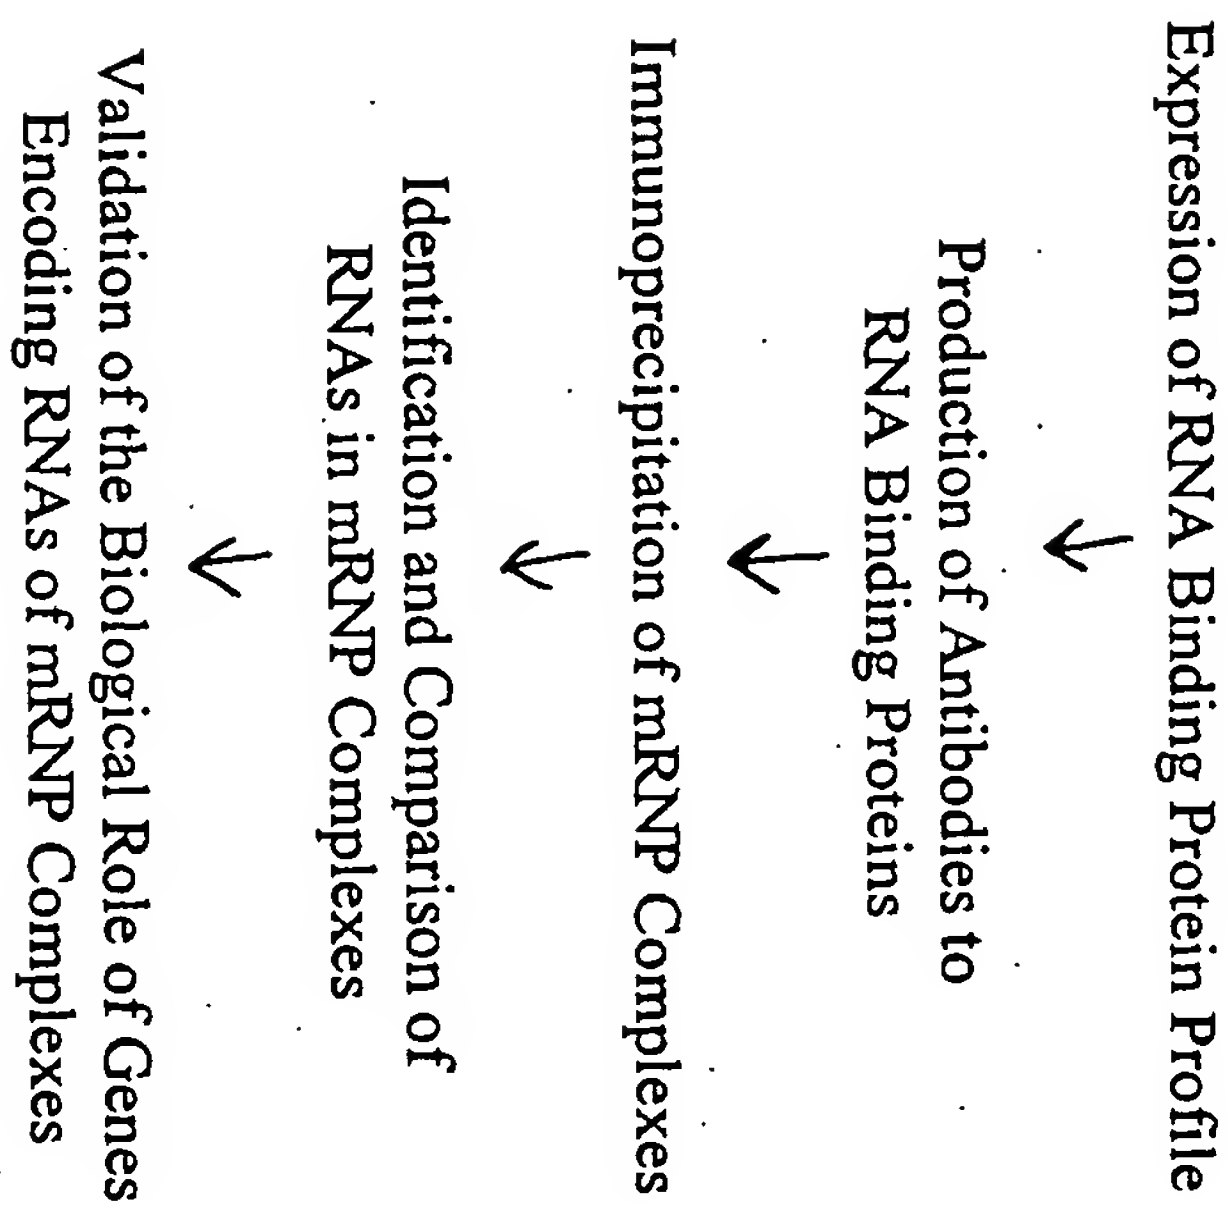 Expression of RNA Binding Protein Profile
Production of Antibodies to
RNA Binding Proteins
Immunoprecipitation of mRNP Complexes
Identification and Comparison of
RNAs in mRNP Complexes
Validation of the Biological Role of Genes
Encoding RNAs of mRNP Complexes